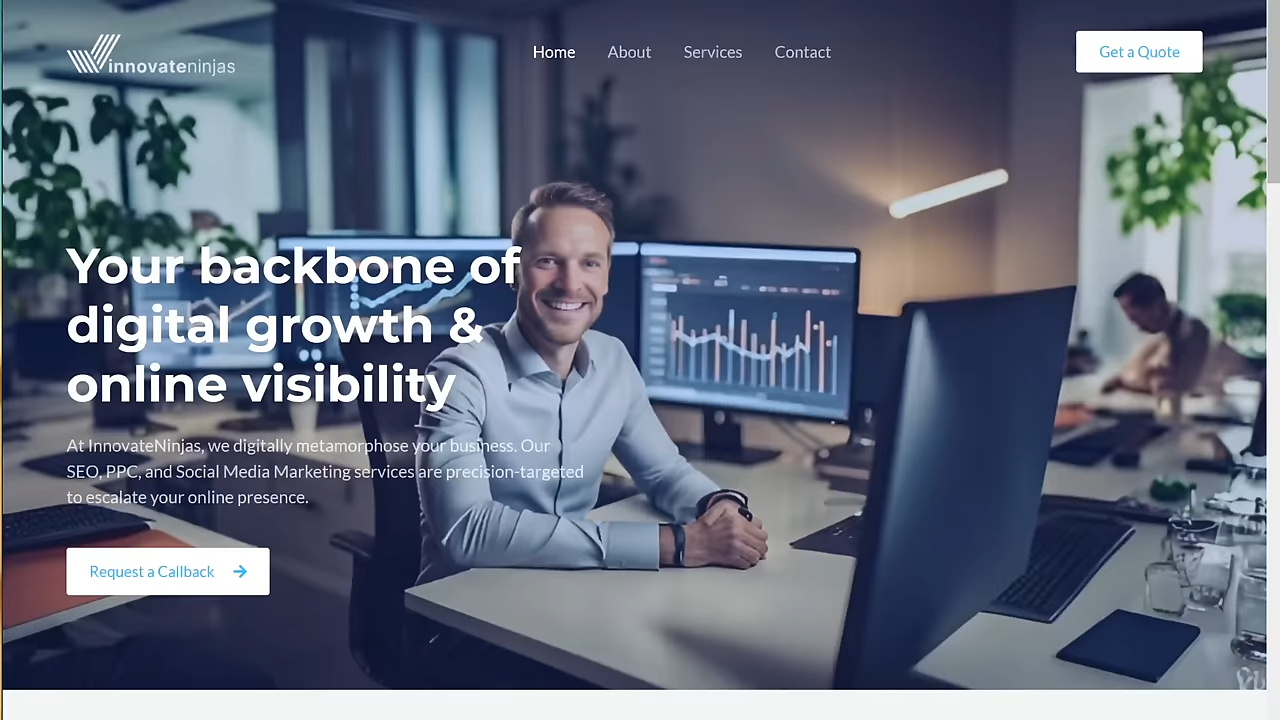 innovateninjas
Home
About
Services
Contact
Get a Quote
Your backbone of
digital growth &
online visibility
At InnovateNinjas, we digitally metamorphose your business. Our
SEO, PPC, and Social Media Marketing services are precision-targeted
to escalate your online presence.
Request a Callback